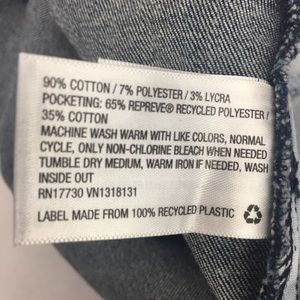 90% COTTON / 7% POLYESTER / 3% LYCRA
POCKETING: 65% REPREVE® RECYCLED POLYESTER /
35% COTTON
MACHINE WASH WARM WITH LIKE COLORS, NORMAL
CYCLE, ONLY NON-CHLORINE BLEACH WHEN NEEDED
TUMBLE DRY MEDIUM, WARM IRON IF NEEDED, WASH
INSIDE OUT
RN17730 VN1318131
LABEL MADE FROM 100% RECYCLED PLASTIC